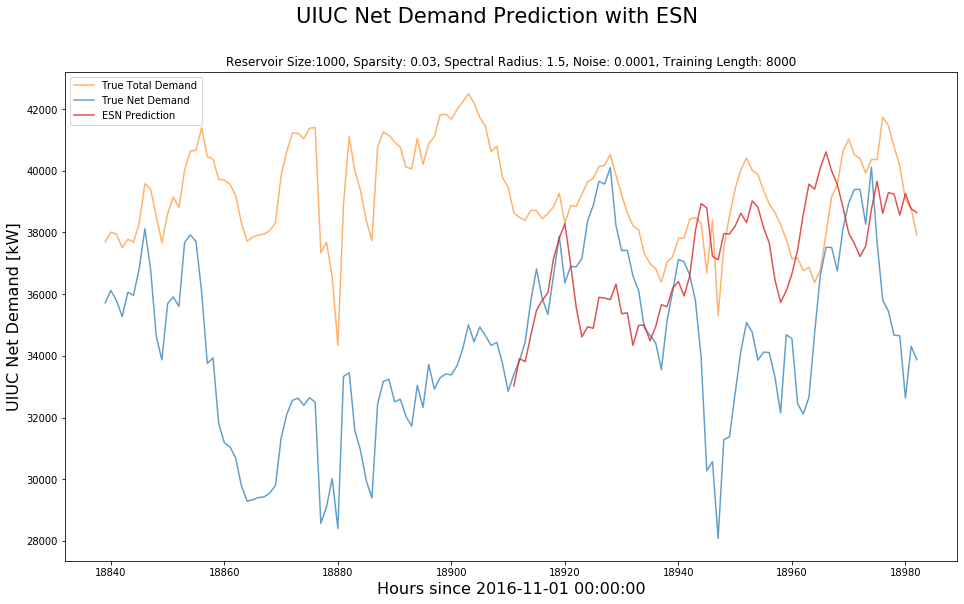 UIUC Net Demand Prediction with ESN
Reservoir Size:1000, Sparsity: 0.03, Spectral Radius: 1.5, Noise: 0.0001, Training Length: 8000
True Total Demand
True Net Demand
ESN Prediction
UIUC Net Demand [kW]
42000
40000
38000
36000
34000
32000
30000
28000
18840 18860 18880 18900 18920 18940 18960 18980
Hours since 2016-11-01 00:00:00